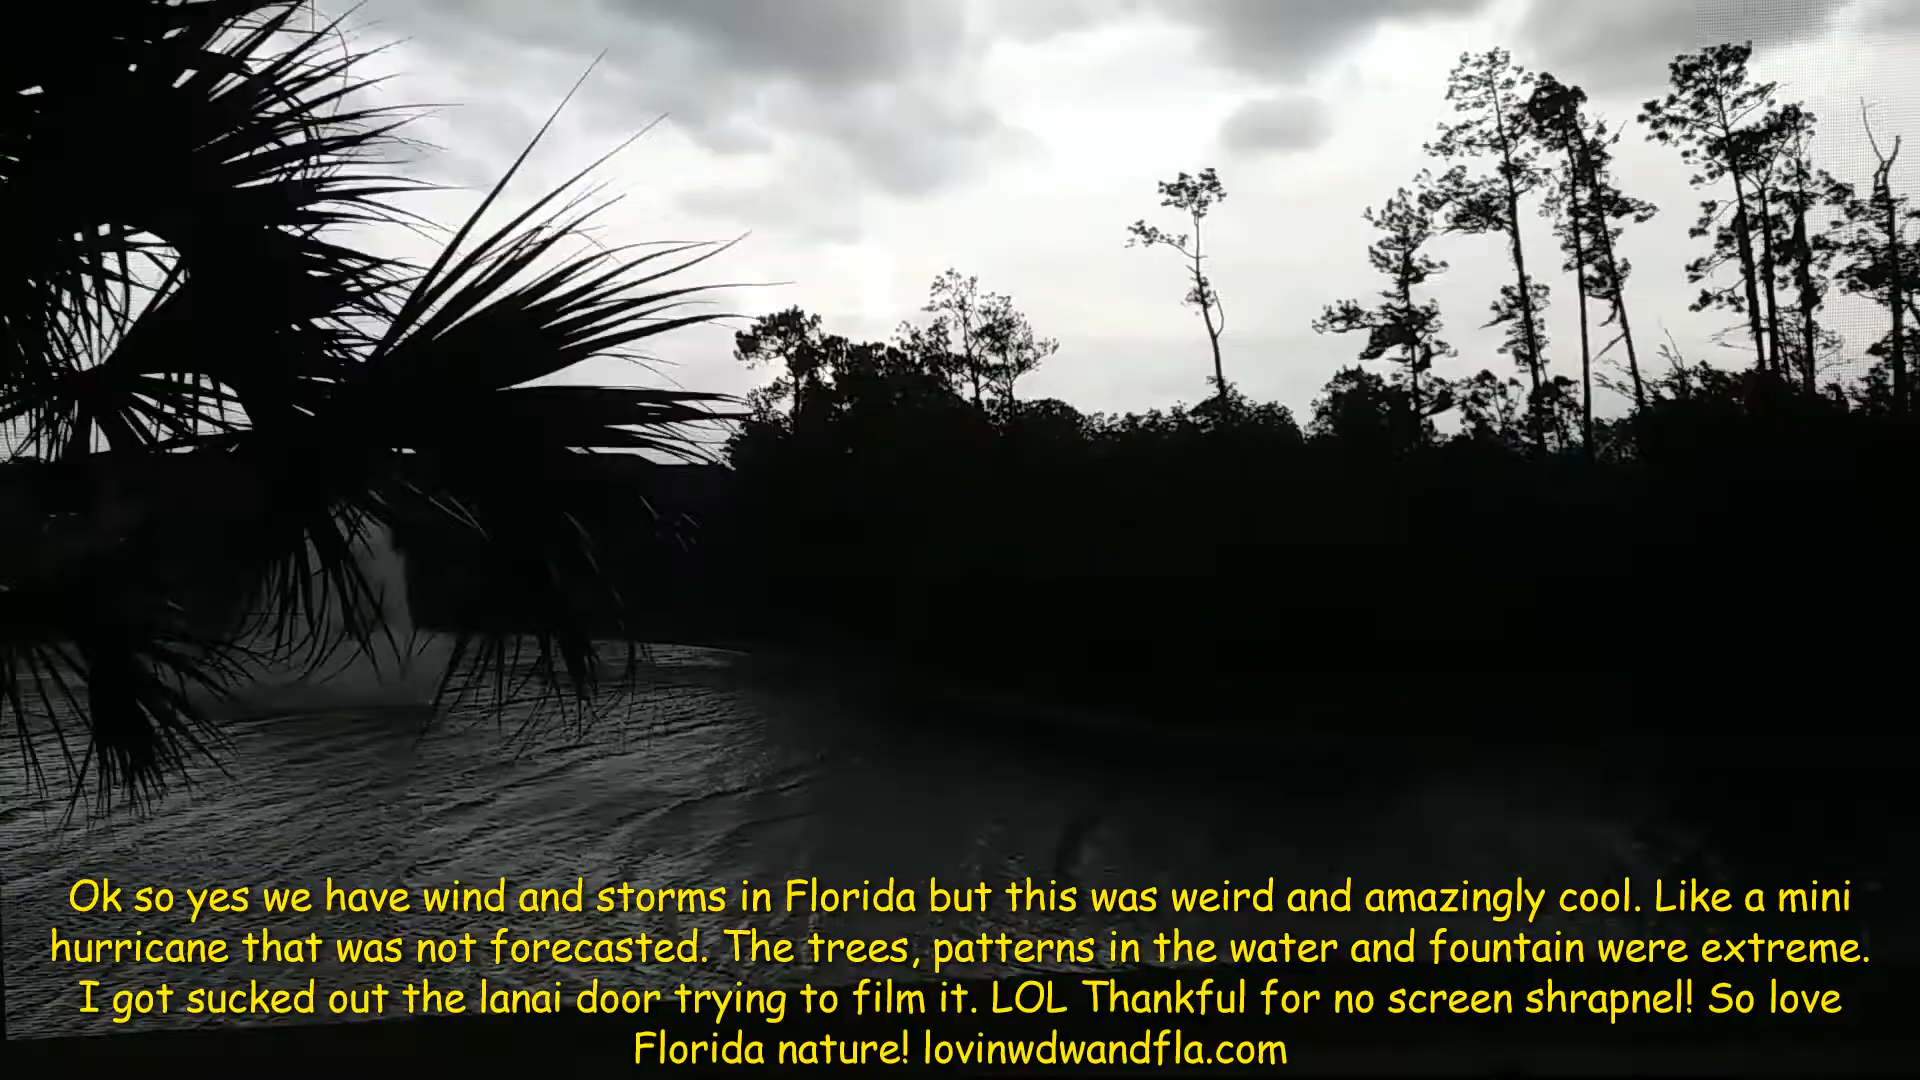 Ok so yes we have wind and storms in Florida but this was weird and amazingly cool. Like a mini
hurricane that was not forecasted. The trees, patterns in the water and fountain were extreme.
I got sucked out the lanai door trying to film it. LOL Thankful for no screen shrapnel! So love
Florida nature! lovinwdwandfla.com